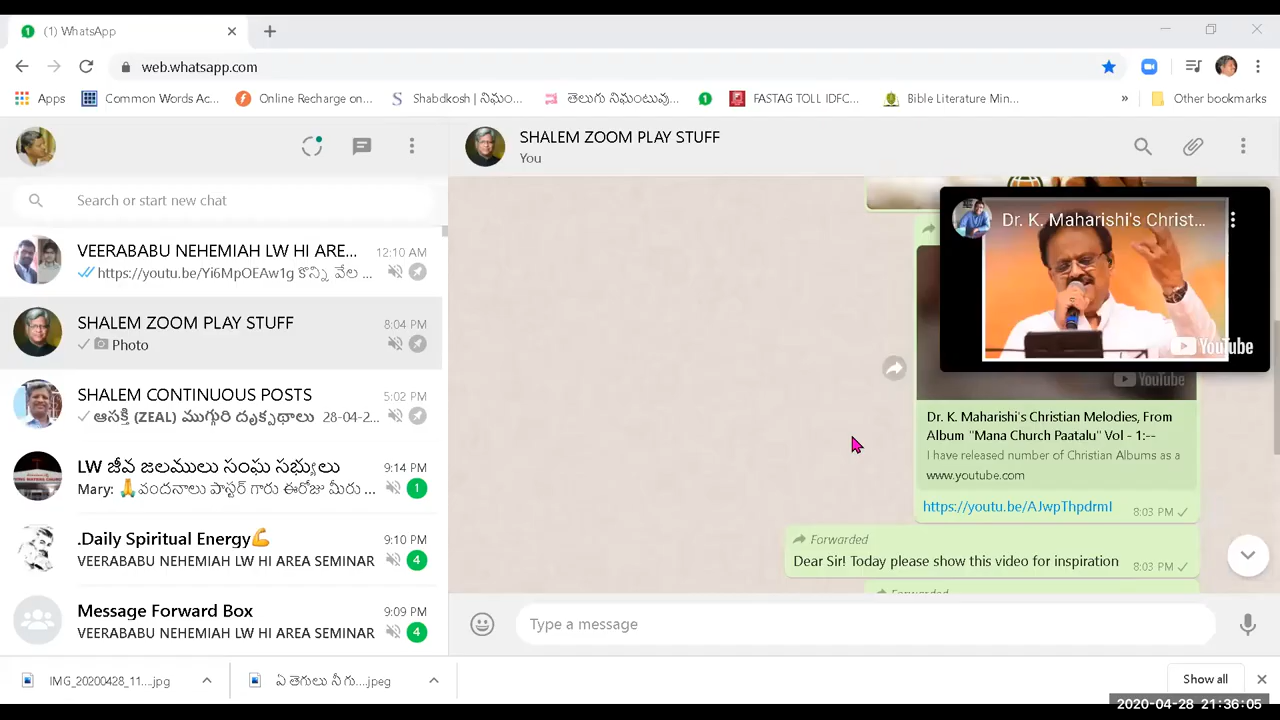 (1) WhatsApp
web.whatsapp.com
Apps
Common Words Ac...
Online Recharge on...
Shabdkosh | నిఘం...
తెలుగు నిఘంటువు...
FASTAG TOLL IDFC...
Bible Literature Min...
»
Other bookmarks
SHALEM ZOOM PLAY STUFF
You
Search or start new chat
VEERABABU NEHEMIAH LW HI ARE...
12:10 AM
https://youtu.be/Yi6MpOEAw1g కొన్ని వేల ...
SHALEM ZOOM PLAY STUFF
8:04 PM
Photo
SHALEM CONTINUOUS POSTS
5:02 PM
ఆసక్తి (ZEAL) ముగ్గురి దృక్పథాలు 28-04-2...
LW జీవ జలములు సంఘ సభ్యులు
9:14 PM
Mary: 🙏వందనాలు పాస్టర్ గారు ఈరోజు మీరు ...
1
.Daily Spiritual Energy💪
9:10 PM
VEERABABU NEHEMIAH LW HI AREA SEMINAR
4
Message Forward Box
9:09 PM
VEERABABU NEHEMIAH LW HI AREA SEMINAR
4
Dr. K. Maharishi's Christ...
YouTube
YouTube
Dr. K. Maharishi's Christian Melodies, From
Album "Mana Church Paatalu" Vol - 1:--
I have released number of Christian Albums as a
www.youtube.com
https://youtu.be/AJwpThpdrmI
8:03 PM
Forwarded
Dear Sir! Today please show this video for inspiration
8:03 PM
Forwarded
Type a message
IMG_20200428_11....jpg
ఏ తెగులు నీ గు....jpeg
Show all
2020-04-28 21:36:05